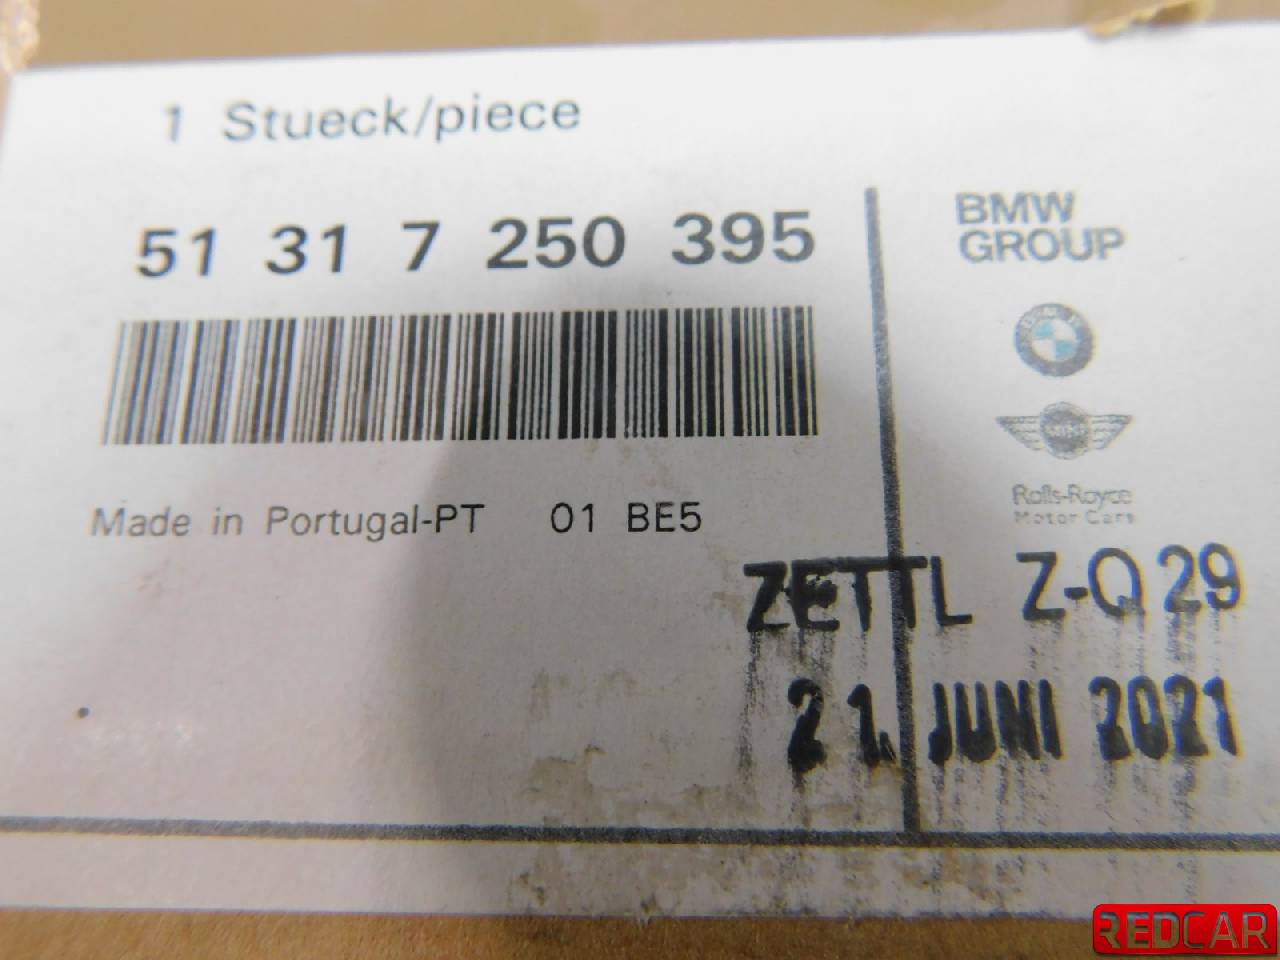 1 Stueck/piece
51 31 7 250 395
BMW
GROUP
MINI
Rolls-Royce
Motor Cars
Made in Portugal-PT 01 BE5
ZETTL Z-Q 29
21. JUNI 2021
REDCAR